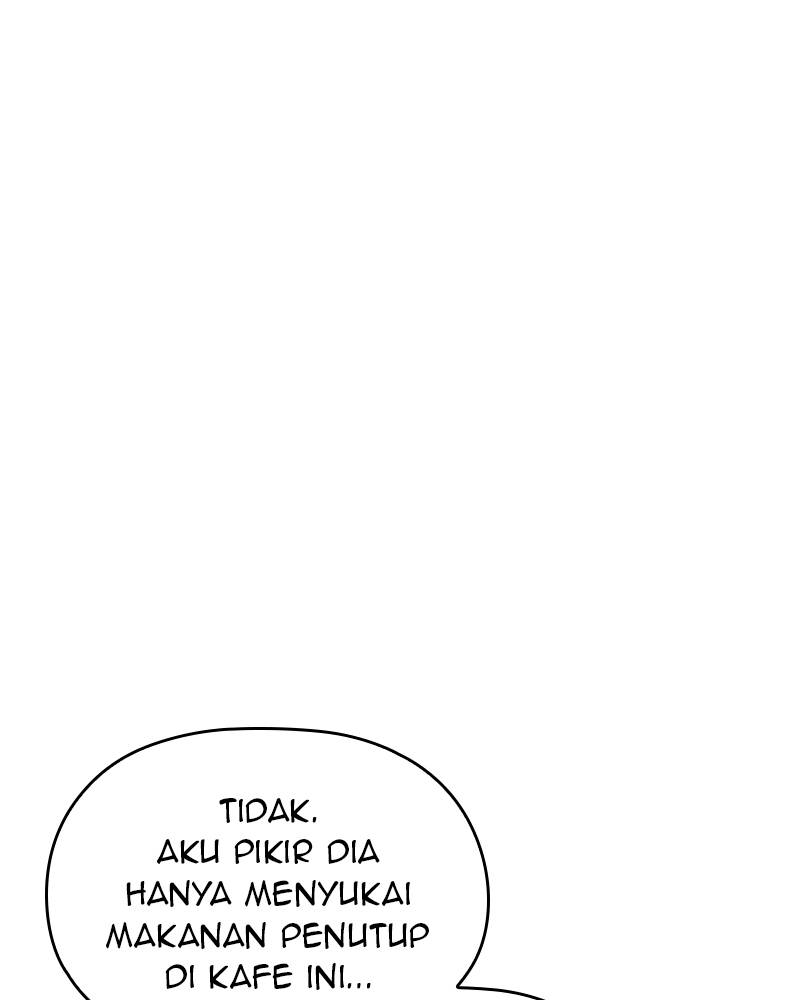 TIDAK.
AKU PIKIR DIA
HANYA MENYUKAI
MAKANAN PENUTUP
DI KAFE INI...